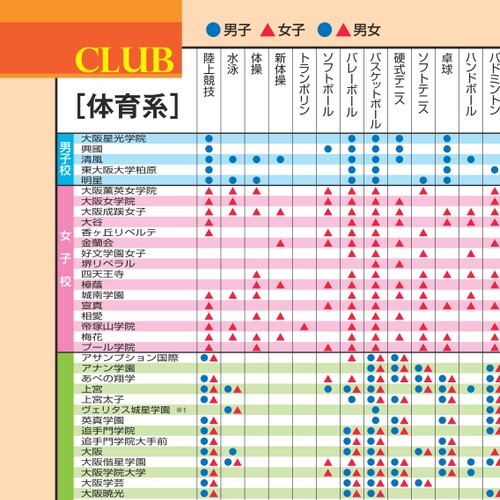 ●男子 ▲女子 ●▲男女
CLUB
[体育系]
陸上競技
水泳
体操
新体操
トランポリン
ソフトボール
バレーボール
バスケットボール
硬式テニス
ソフトテニス
卓球
ハンドボール
バドミントン
男子校
大阪星光学院
興國
清風
東大阪大学柏原
明星
女子校
大阪薫英女学院
大阪女学院
大阪成蹊女子
大谷
香ヶ丘リベルテ
金蘭会
好文学園女子
堺リベラル
四天王寺
樟蔭
城南学園
宣真
相愛
帝塚山学院
梅花
プール学院
アサンプション国際
アナン学園
あべの翔学
上宮
上宮太子
ヴェリタス城星学園 ※1
英真学園
追手門学院
追手門学院大手前
大阪
大阪偕星学園
大阪学院大学
大阪学芸
大阪暁光